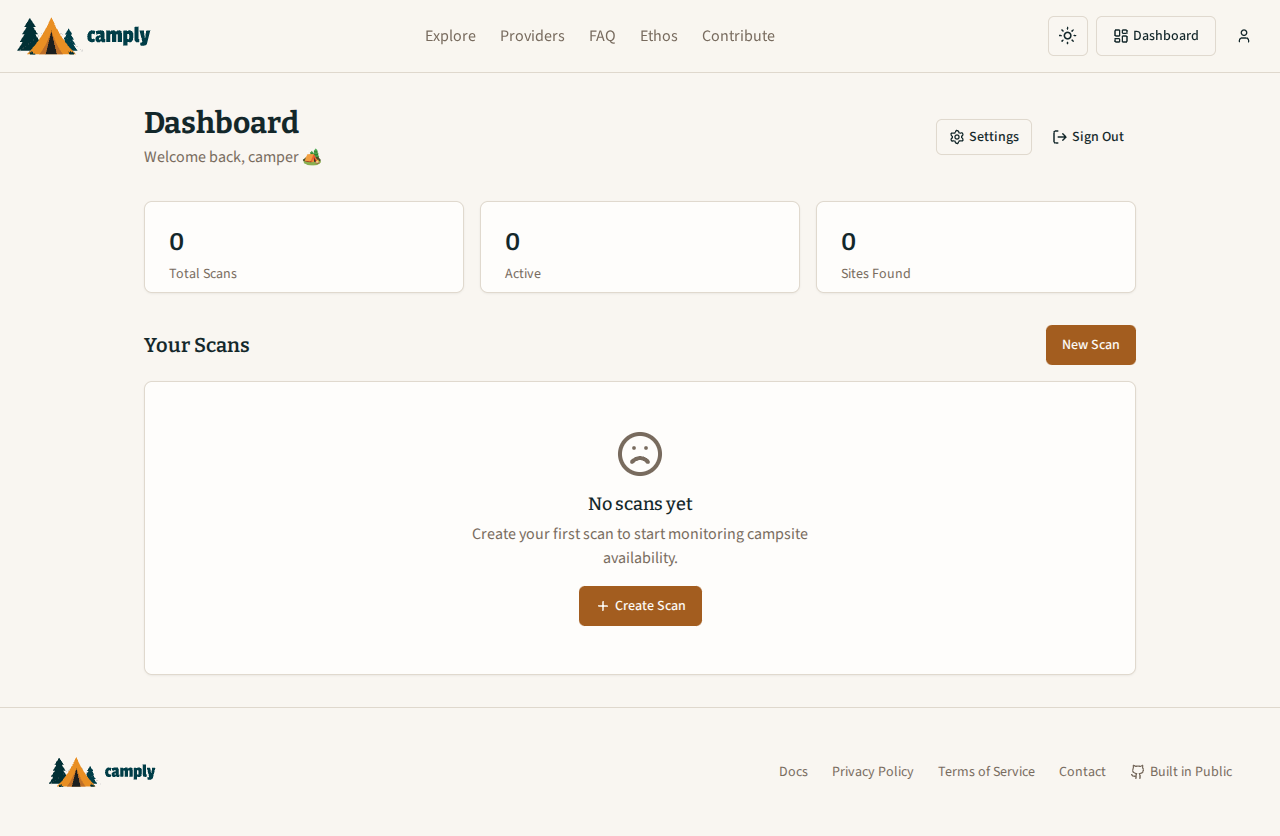 camply
Explore Providers FAQ Ethos Contribute
Dashboard
Dashboard
Welcome back, camper
Settings Sign Out
0 0 0
Total Scans Active Sites Found
Your Scans New Scan
No scans yet
Create your first scan to start monitoring campsite
availability.
Create Scan
camply
Docs Privacy Policy Terms of Service Contact Built in Public